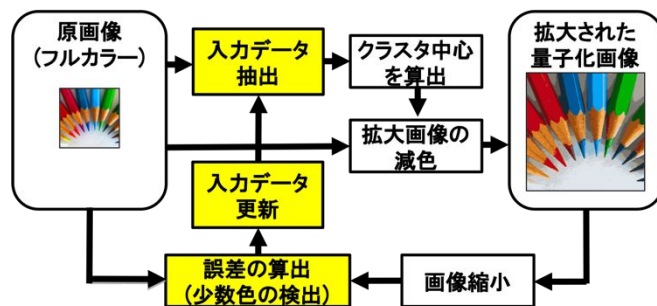 原画像
(フルカラー)
入力データ
抽出
クラスタ中心
を算出
拡大された
量子化画像
拡大画像の
減色
入力データ
更新
誤差の算出
(少数色の検出)
画像縮小